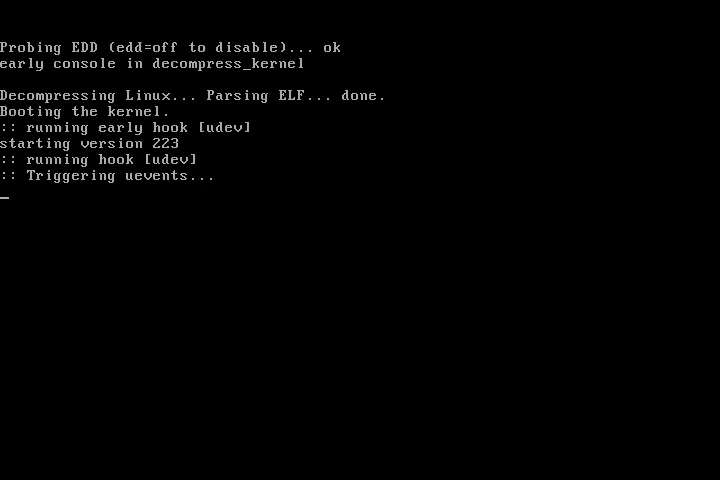 Probing EDD (edd=off to disable)... ok
early console in decompress_kernel
Decompressing Linux... Parsing ELF... done.
Booting the kernel.
:: running early hook [udev]
starting version 223
:: running hook [udev]
:: Triggering uevents...